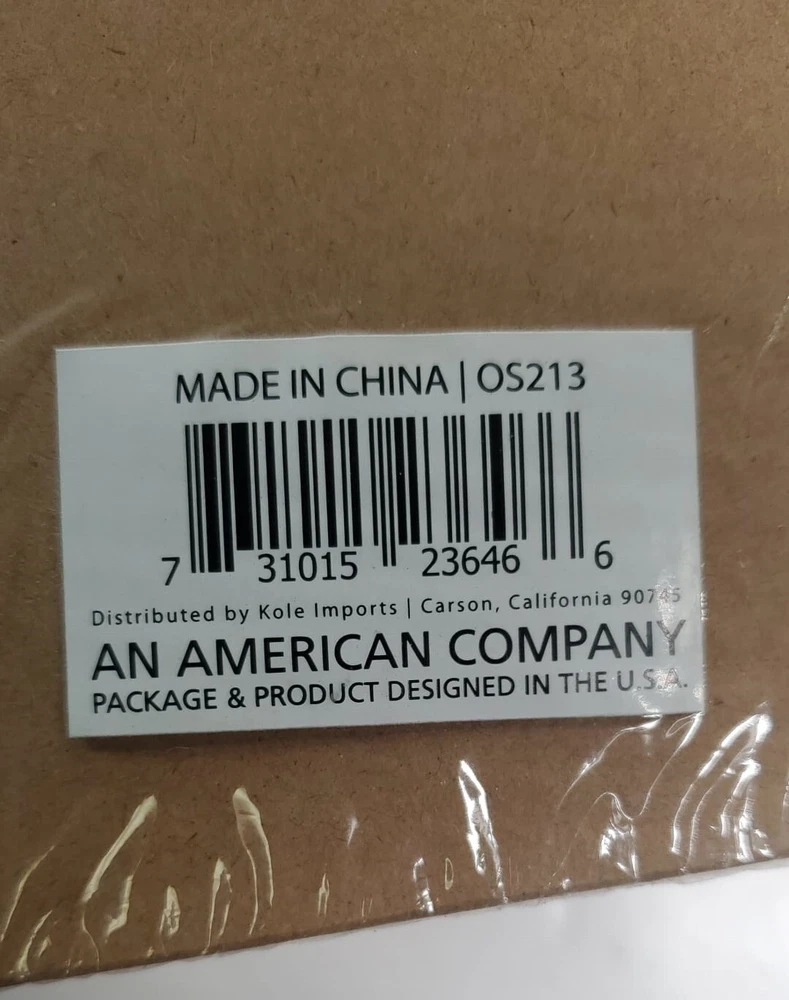 MADE IN CHINA | OS213
7 31015 23646 6
Distributed by Kole Imports | Carson, California 90745
AN AMERICAN COMPANY
PACKAGE & PRODUCT DESIGNED IN THE U.S.A.